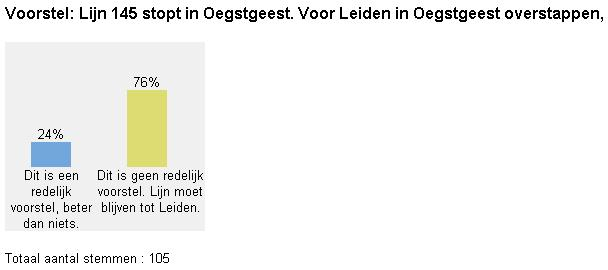 Voorstel: Lijn 145 stopt in Oegstgeest. Voor Leiden in Oegstgeest overstappen,
76%
24%
Dit is een
redelijk
voorstel, beter
dan niets.
Dit is geen redelijk
voorstel. Lijn moet
blijven tot Leiden.
Totaal aantal stemmen : 105